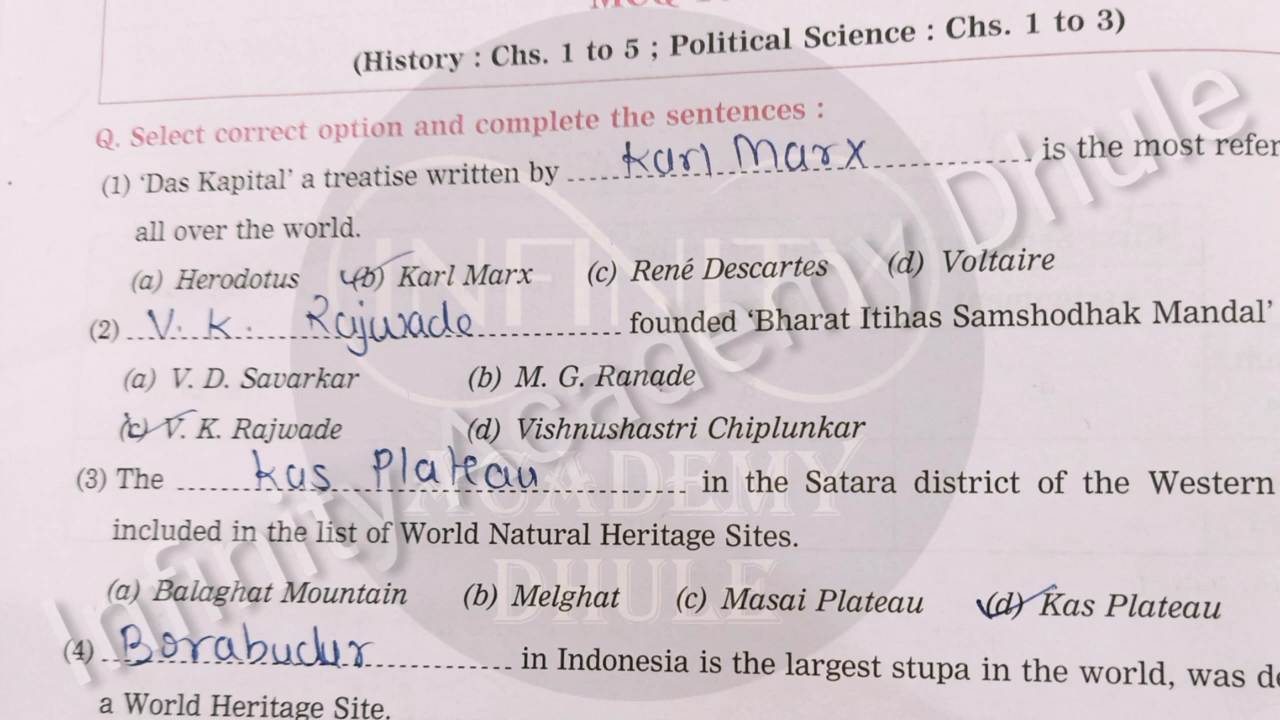 (History : Chs. 1 to 5 ; Political Science : Chs. 1 to 3)
Q. Select correct option and complete the sentences :
(1) 'Das Kapital' a treatise written by Karl Marx is the most refer
all over the world.
(a) Herodotus (b) Karl Marx (c) René Descartes (d) Voltaire
(2) V. K. Rajwade founded 'Bharat Itihas Samshodhak Mandal'
(a) V. D. Savarkar (b) M. G. Ranade
(c) V. K. Rajwade (d) Vishnushastri Chiplunkar
(3) The Kas Plateau in the Satara district of the Western
included in the list of World Natural Heritage Sites.
(a) Balaghat Mountain (b) Melghat (c) Masai Plateau (d) Kas Plateau
(4) Borabudur in Indonesia is the largest stupa in the world, was de
a World Heritage Site.
Infinity Academy Dhule
INFINITY
ACADEMY
DHULE